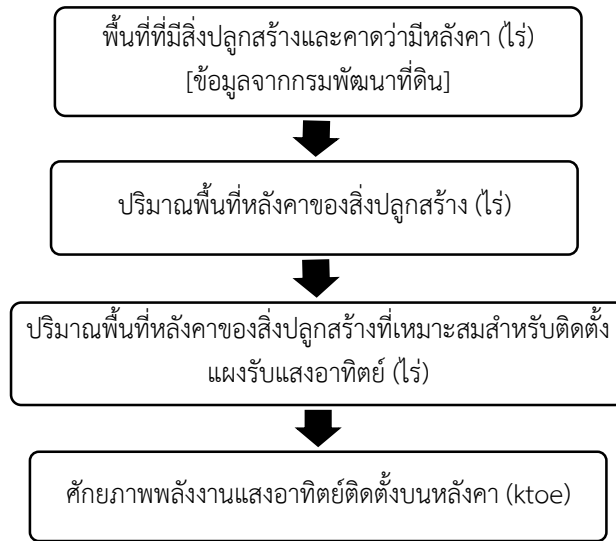 พื้นที่ที่มีสิ่งปลูกสร้างและคาดว่ามีหลังคา (ไร่)
[ข้อมูลจากกรมพัฒนาที่ดิน]
ปริมาณพื้นที่หลังคาของสิ่งปลูกสร้าง (ไร่)
ปริมาณพื้นที่หลังคาของสิ่งปลูกสร้างที่เหมาะสมสำหรับติดตั้ง
แผงรับแสงอาทิตย์ (ไร่)
ศักยภาพพลังงานแสงอาทิตย์ติดตั้งบนหลังคา (ktoe)